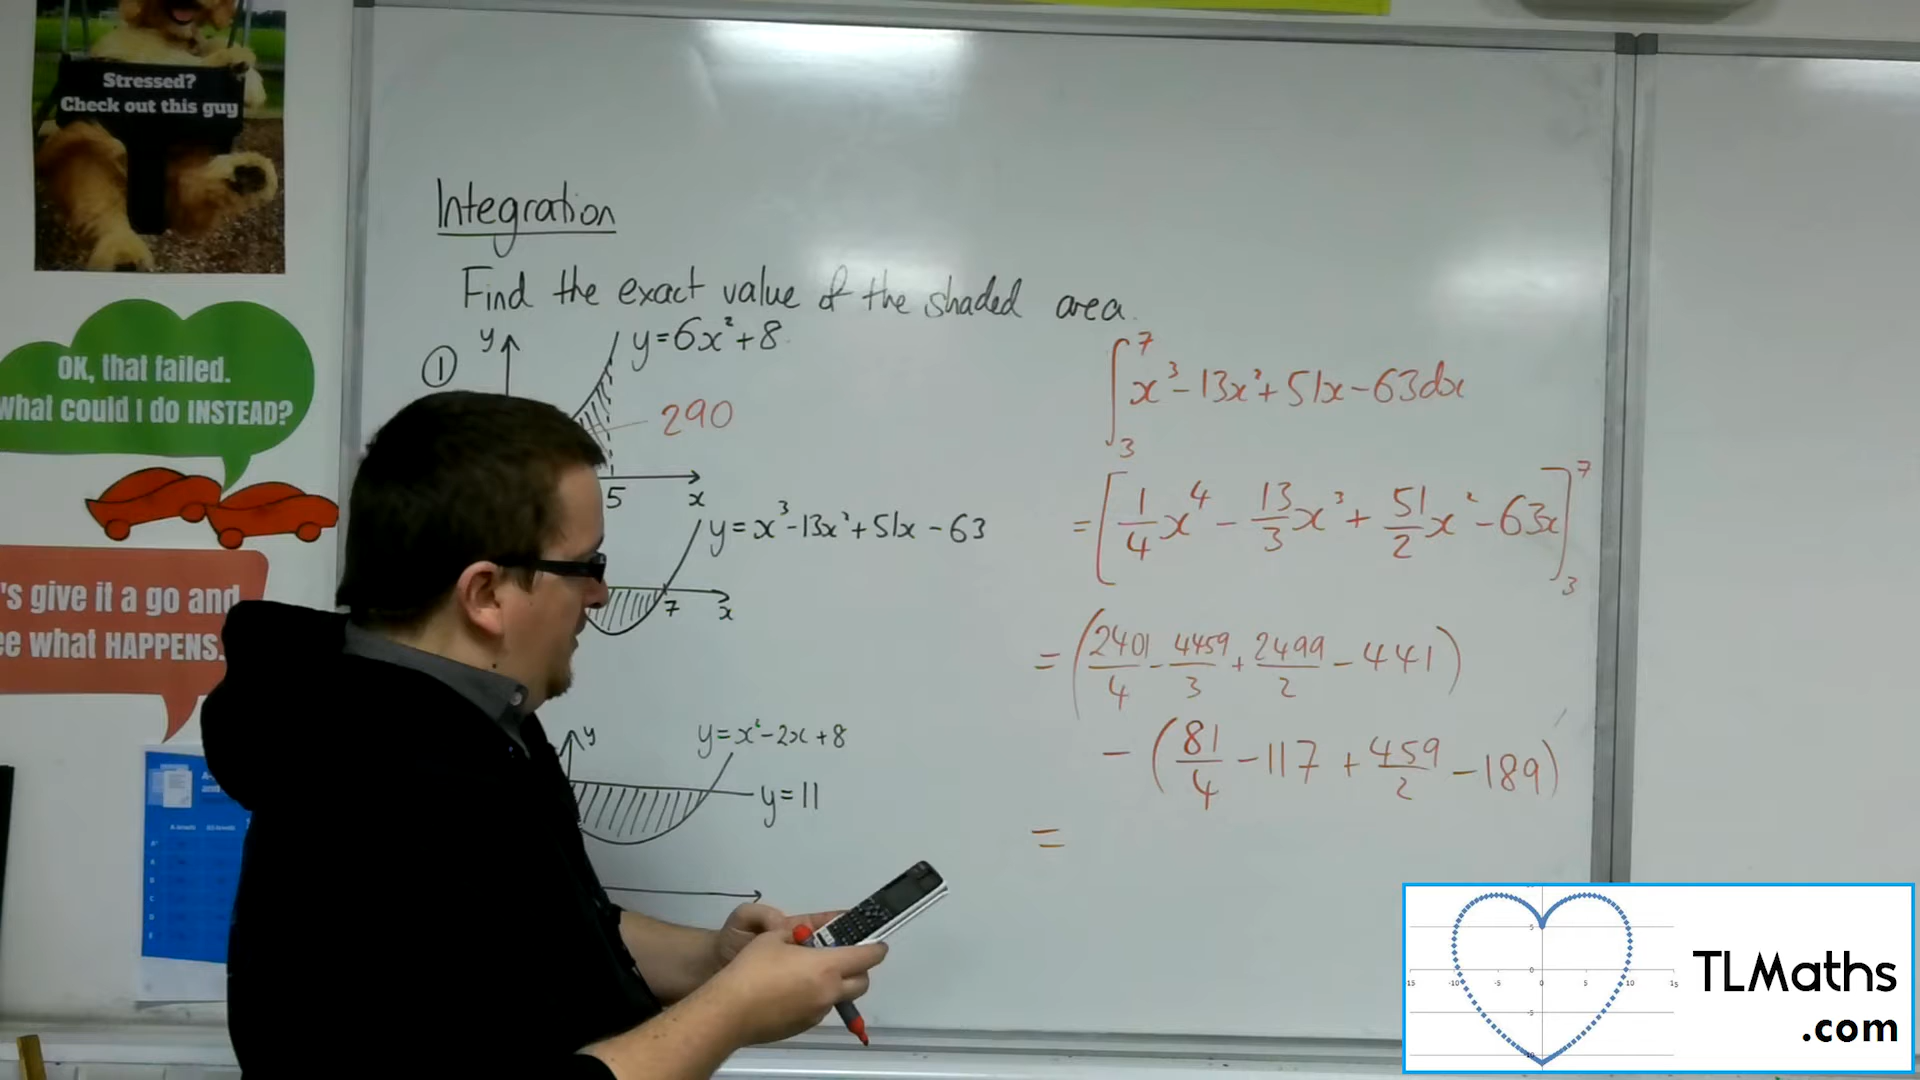 Stressed?
Check out this guy
OK, that failed.
what could I do INSTEAD?
's give it a go and
ee what HAPPENS.
Integration
Find the exact value of the shaded area.
① y y=6x²+8
290
5 x
y=x³-13x²+51x-63
7 x
y y=x²-2x+8
y=11
∫₃⁷ x³-13x²+51x-63dx
=[1/4x⁴-13/3x³+51/2x²-63x]₃⁷
=(2401/4-4459/3+2499/2-441)
-(81/4-117+459/2-189)
=
TLMaths
.com